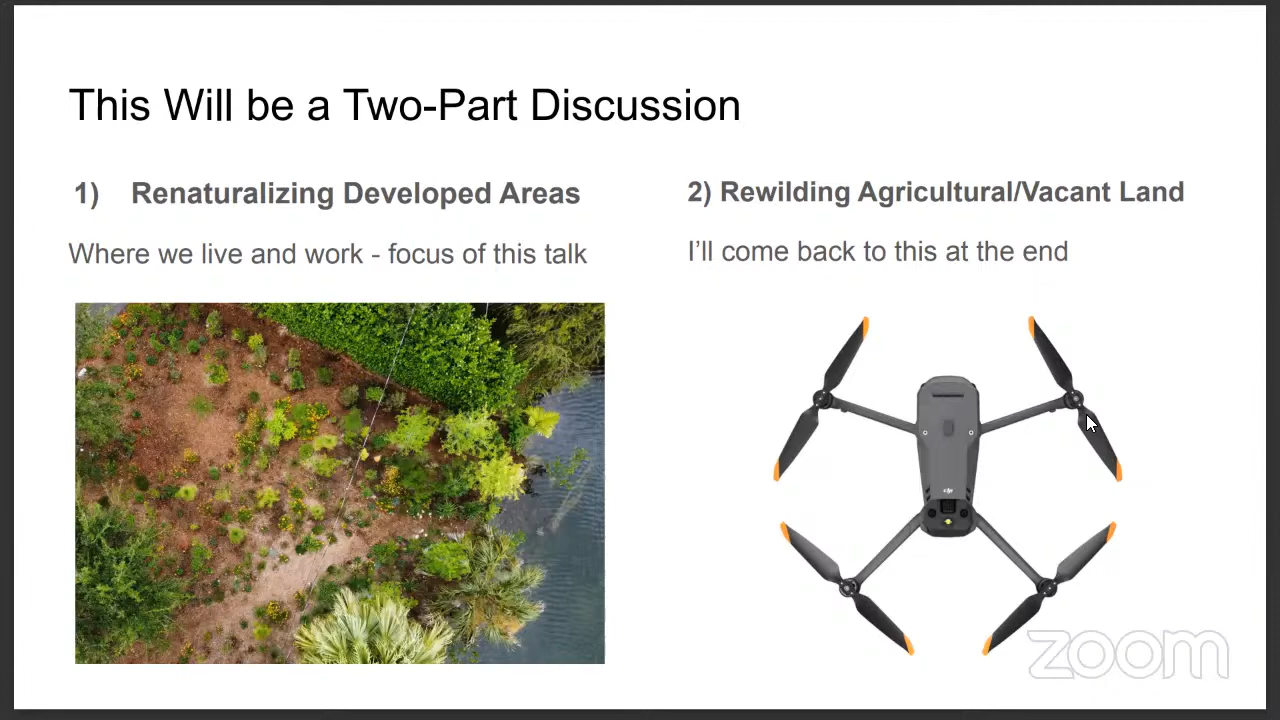 This Will be a Two-Part Discussion
1) Renaturalizing Developed Areas
Where we live and work - focus of this talk
2) Rewilding Agricultural/Vacant Land
I'll come back to this at the end
dji
zoom